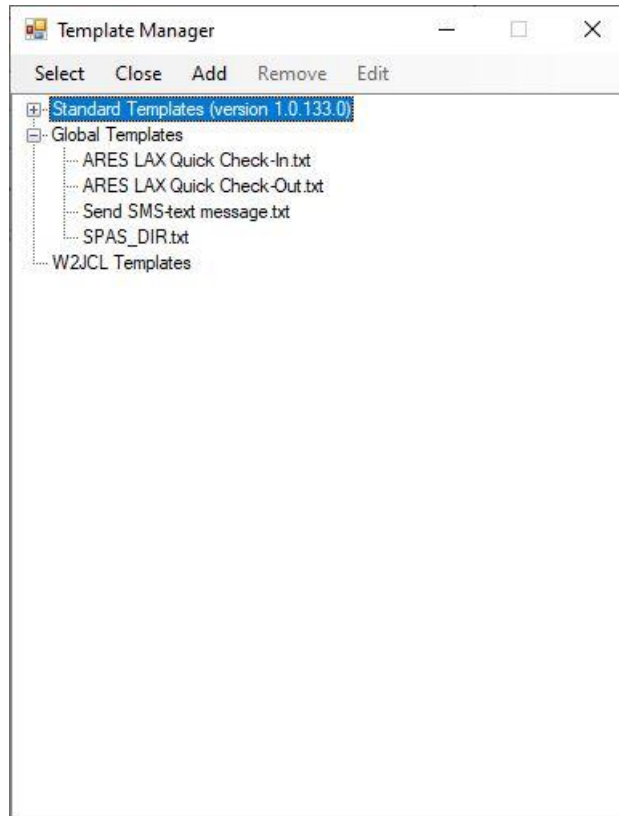 Template Manager
Select Close Add Remove Edit
Standard Templates (version 1.0.133.0)
Global Templates
ARES LAX Quick Check-In.txt
ARES LAX Quick Check-Out.txt
Send SMS-text message.txt
SPAS_DIR.txt
W2JCL Templates